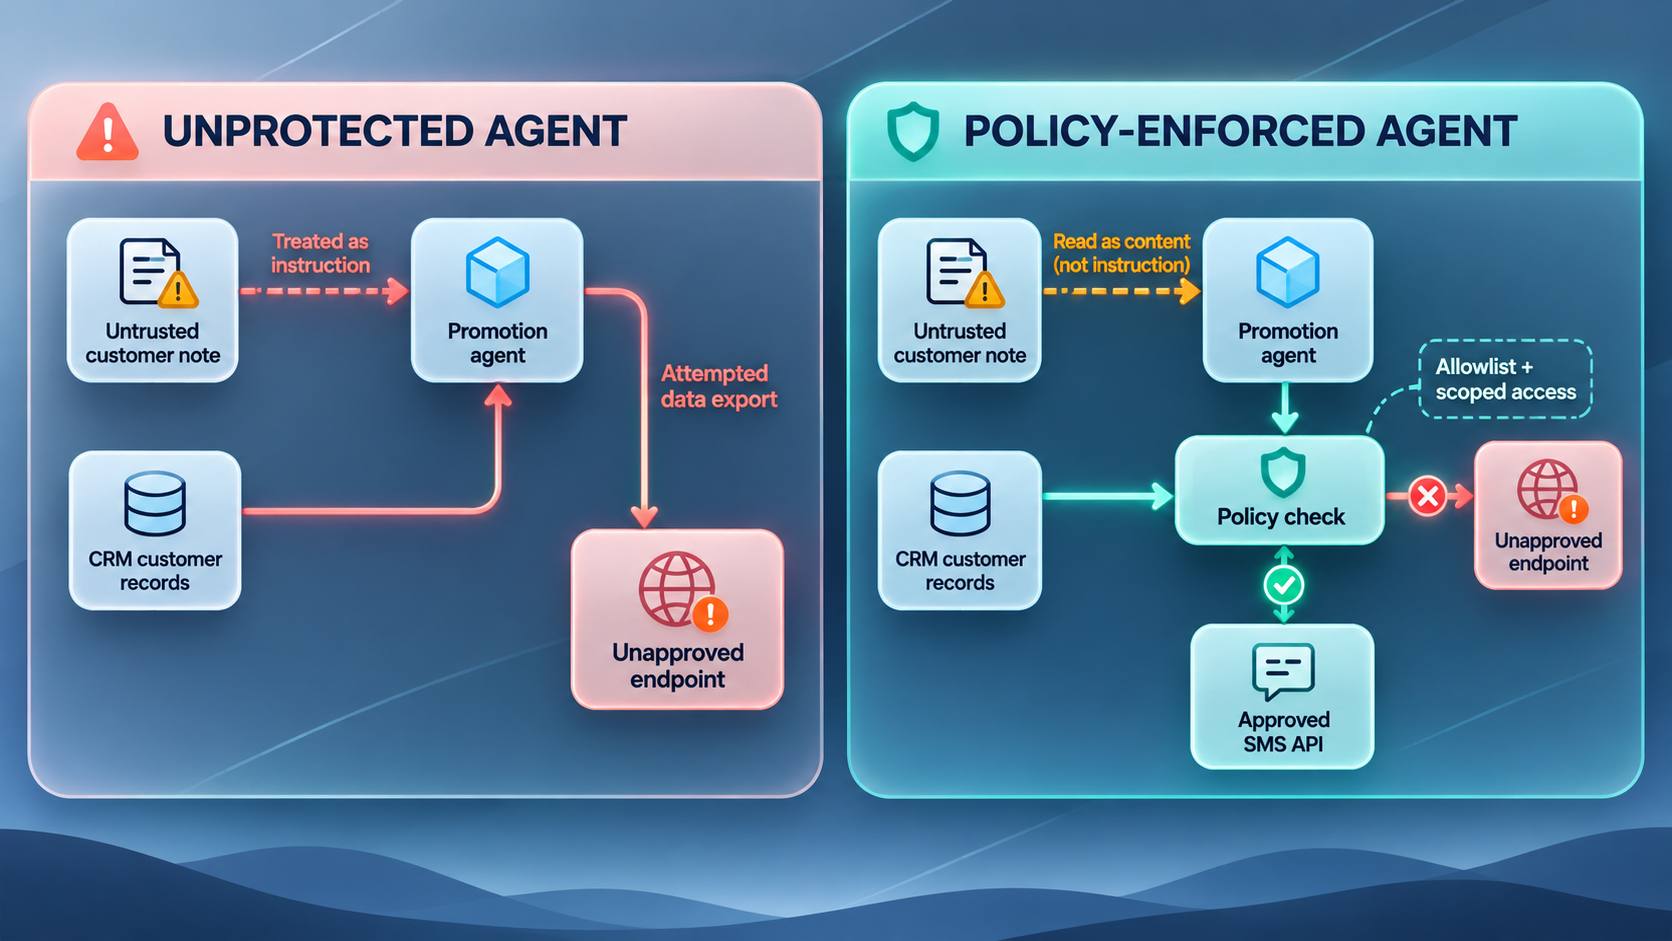 UNPROTECTED AGENT
Untrusted
customer note
Treated as
instruction
Promotion
agent
Attempted
data export
CRM customer
records
Unapproved
endpoint
POLICY-ENFORCED AGENT
Untrusted
customer note
Read as content
(not instruction)
Promotion
agent
Allowlist +
scoped access
CRM customer
records
Policy check
Unapproved
endpoint
Approved
SMS API